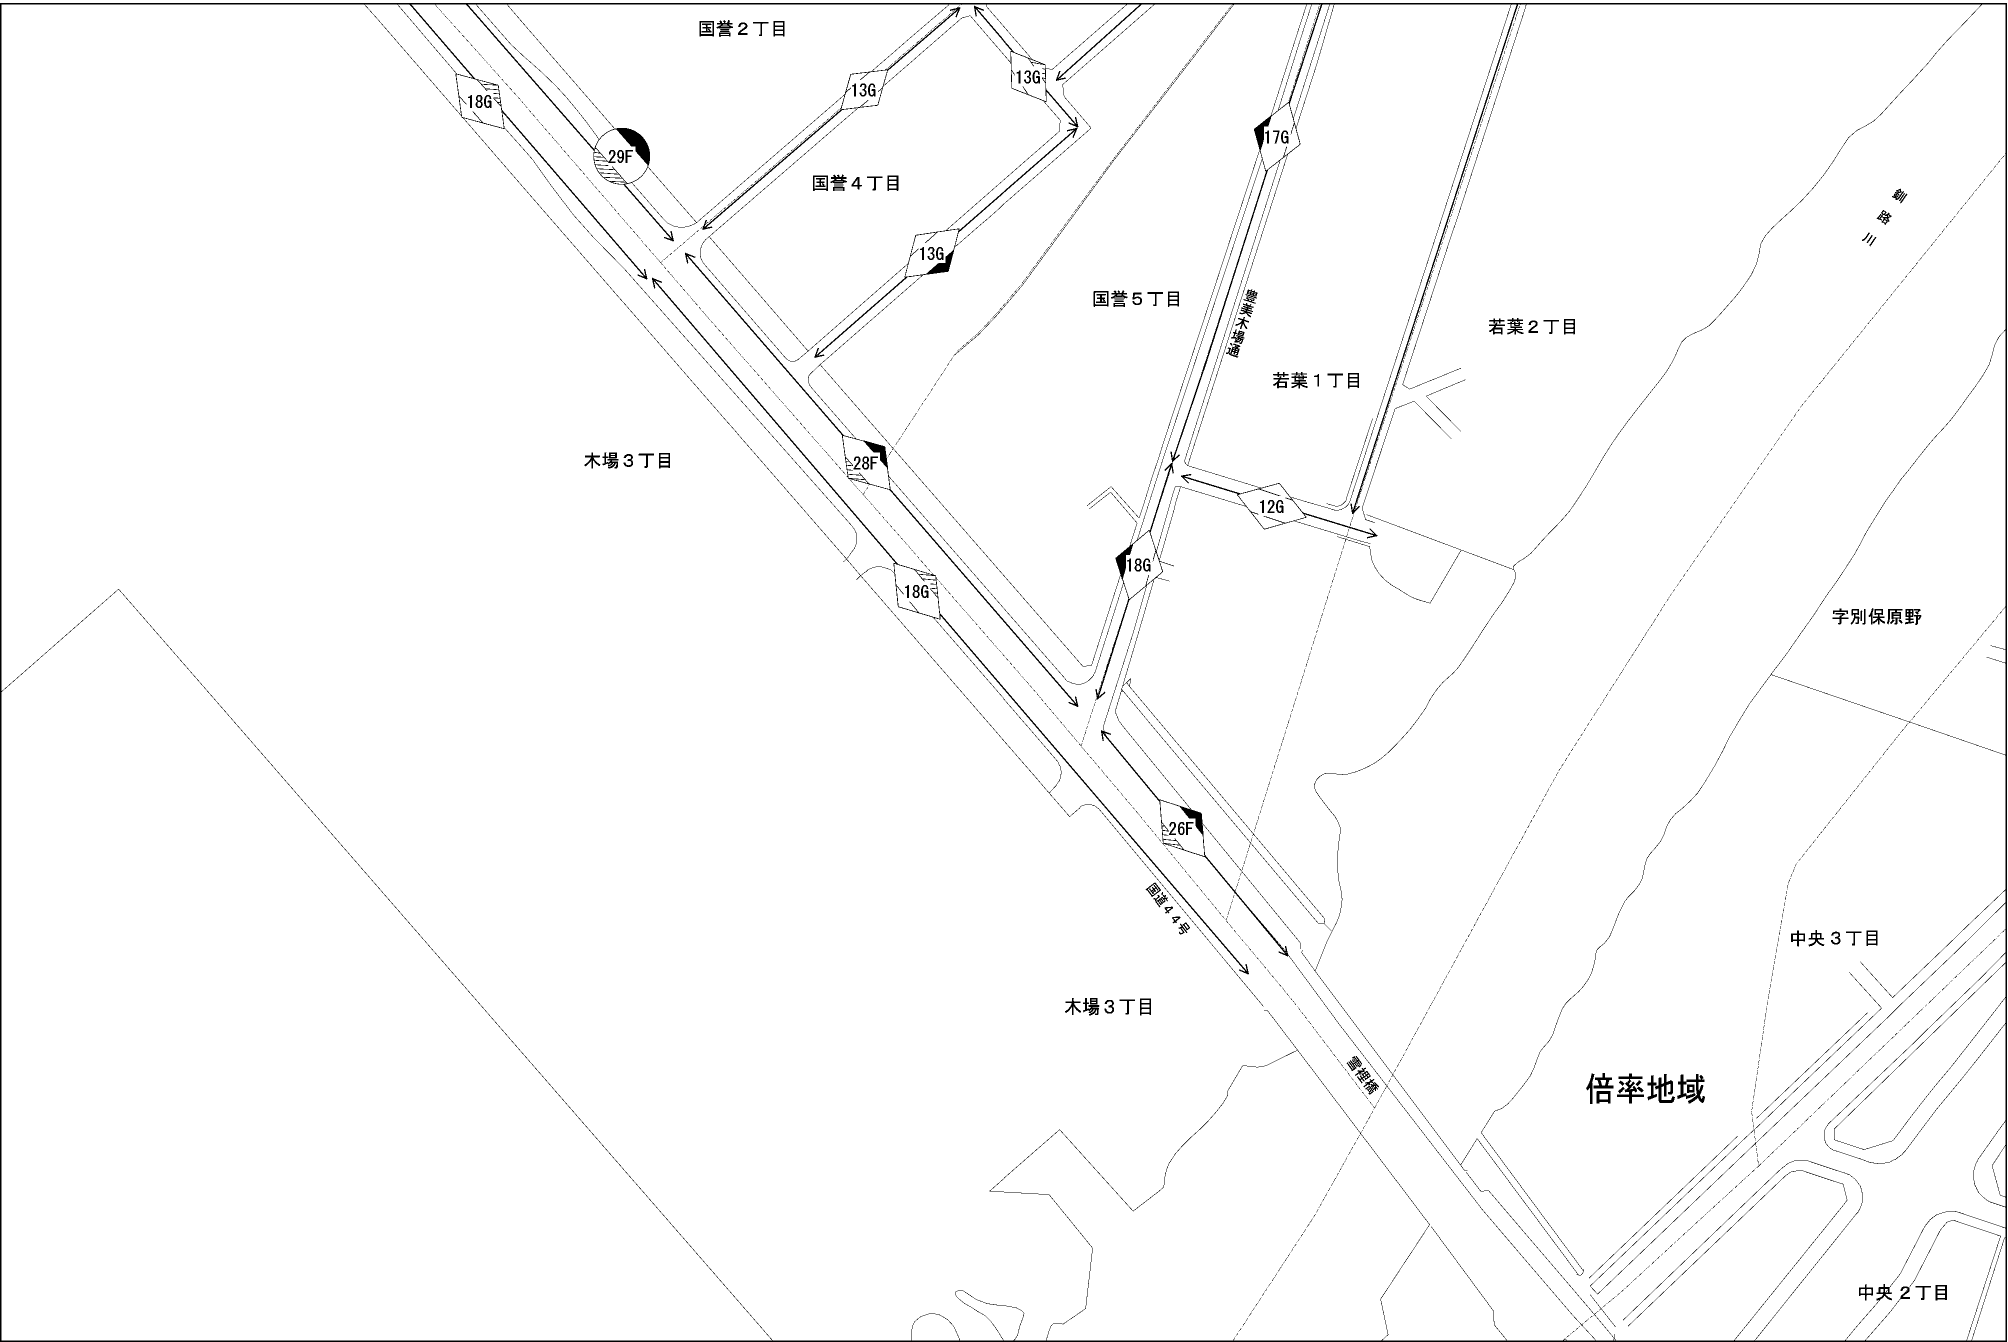 国誉２丁目
13G
13G
18G
17G
29F
国誉４丁目
釧路川
13G
国誉５丁目
豊美木場通
若葉２丁目
若葉１丁目
木場３丁目
28F
12G
18G
18G
字別保原野
26F
国道４４号
中央３丁目
木場３丁目
雪裡橋
倍率地域
中央２丁目